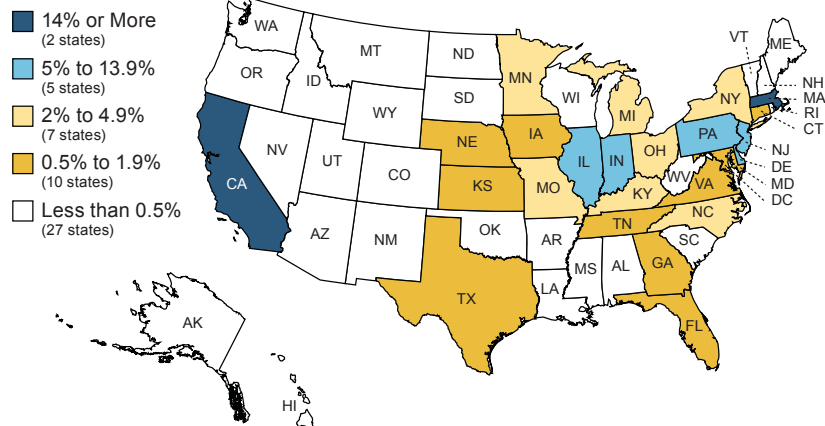 14% or More
(2 states)
5% to 13.9%
(5 states)
2% to 4.9%
(7 states)
0.5% to 1.9%
(10 states)
Less than 0.5%
(27 states)
WA
OR
ID
MT
ND
SD
WY
NV
UT
CO
CA
AZ
NM
NE
KS
OK
TX
MN
IA
MO
AR
LA
WI
IL
IN
MI
OH
KY
TN
MS
AL
GA
FL
SC
NC
VA
WV
PA
NY
VT
ME
NH
MA
RI
CT
NJ
DE
MD
DC
AK
HI